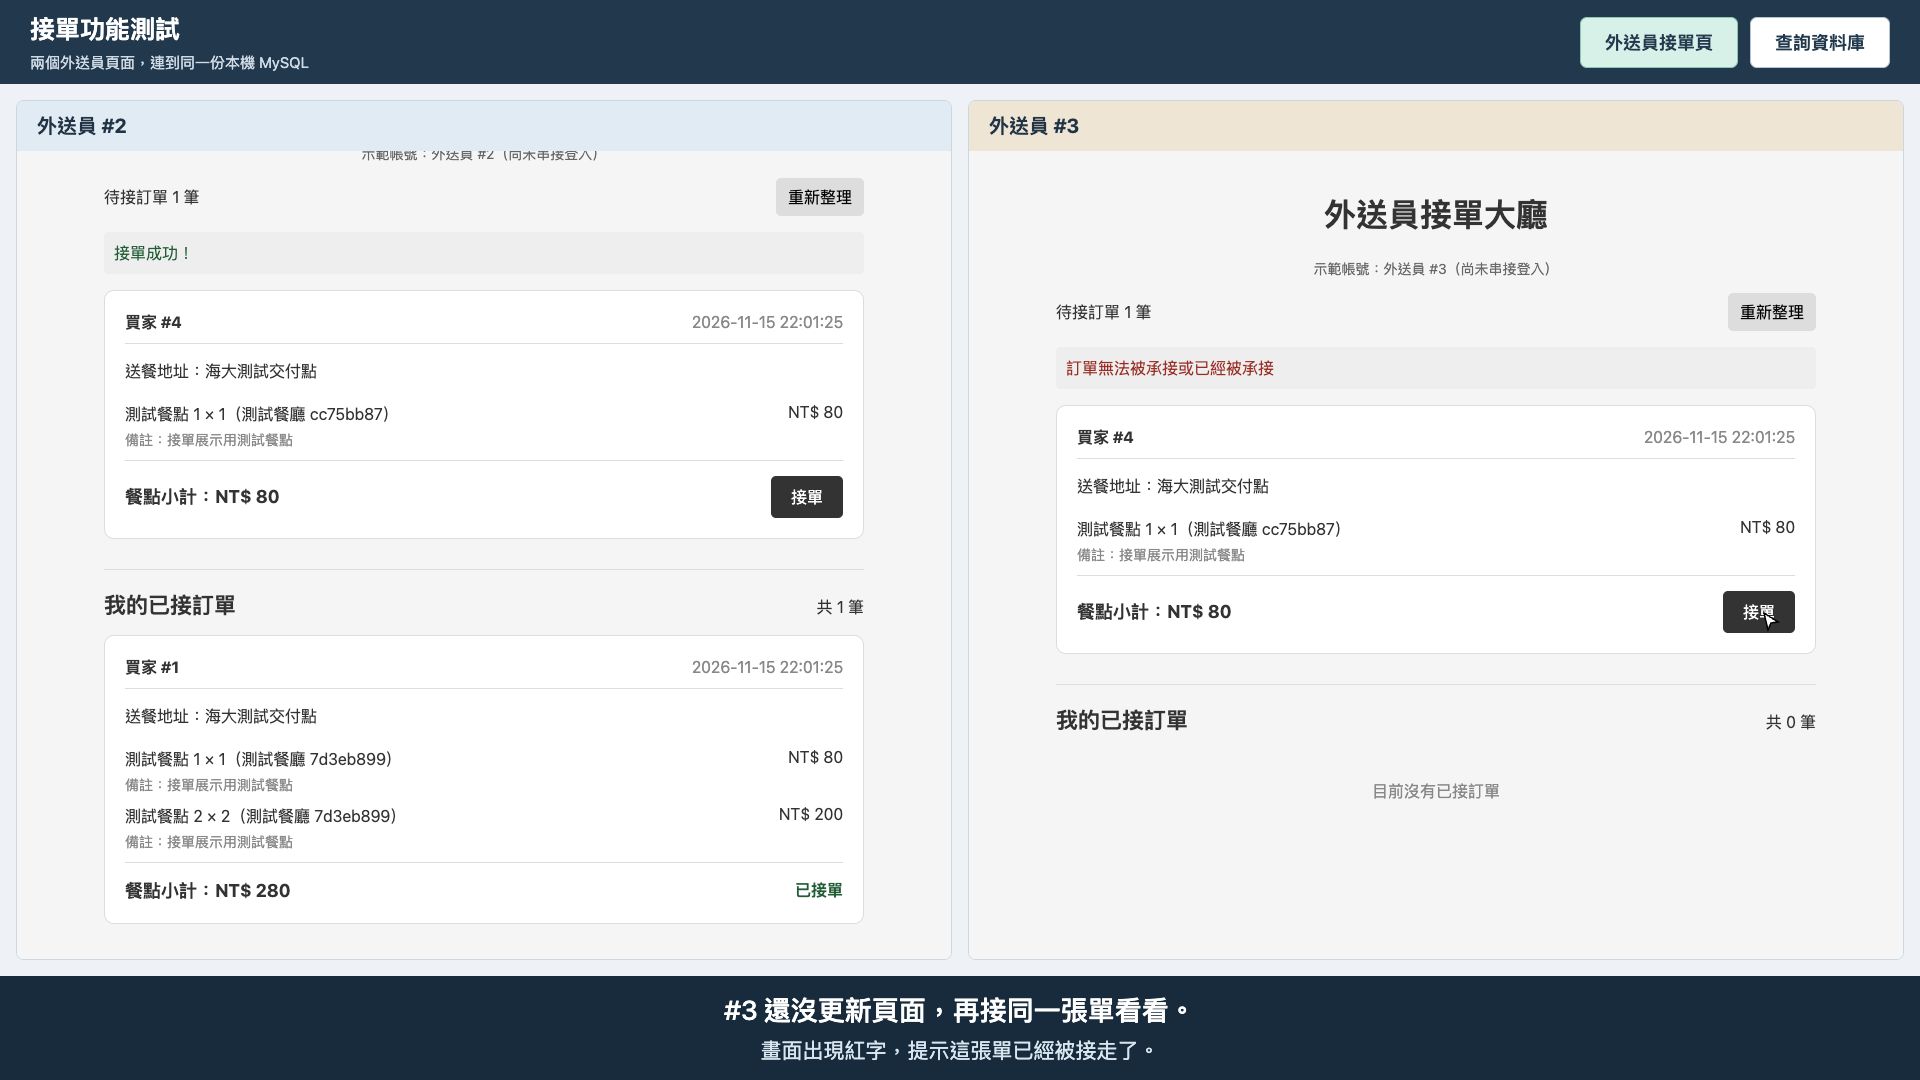 接單功能測試
兩個外送員頁面，連到同一份本機 MySQL
外送員接單頁
查詢資料庫
外送員 #2
示範帳號：外送員 #2（尚未串接登入）
待接訂單 1 筆
重新整理
接單成功！
買家 #4
2026-11-15 22:01:25
送餐地址：海大測試交付點
測試餐點 1 × 1（測試餐廳 cc75bb87）
NT$ 80
備註：接單展示用測試餐點
餐點小計：NT$ 80
接單
我的已接訂單
共 1 筆
買家 #1
2026-11-15 22:01:25
送餐地址：海大測試交付點
測試餐點 1 × 1（測試餐廳 7d3eb899）
NT$ 80
備註：接單展示用測試餐點
測試餐點 2 × 2（測試餐廳 7d3eb899）
NT$ 200
備註：接單展示用測試餐點
餐點小計：NT$ 280
已接單
外送員 #3
外送員接單大廳
示範帳號：外送員 #3（尚未串接登入）
待接訂單 1 筆
重新整理
訂單無法被承接或已經被承接
買家 #4
2026-11-15 22:01:25
送餐地址：海大測試交付點
測試餐點 1 × 1（測試餐廳 cc75bb87）
NT$ 80
備註：接單展示用測試餐點
餐點小計：NT$ 80
接單
我的已接訂單
共 0 筆
目前沒有已接訂單
#3 還沒更新頁面，再接同一張單看看。
畫面出現紅字，提示這張單已經被接走了。